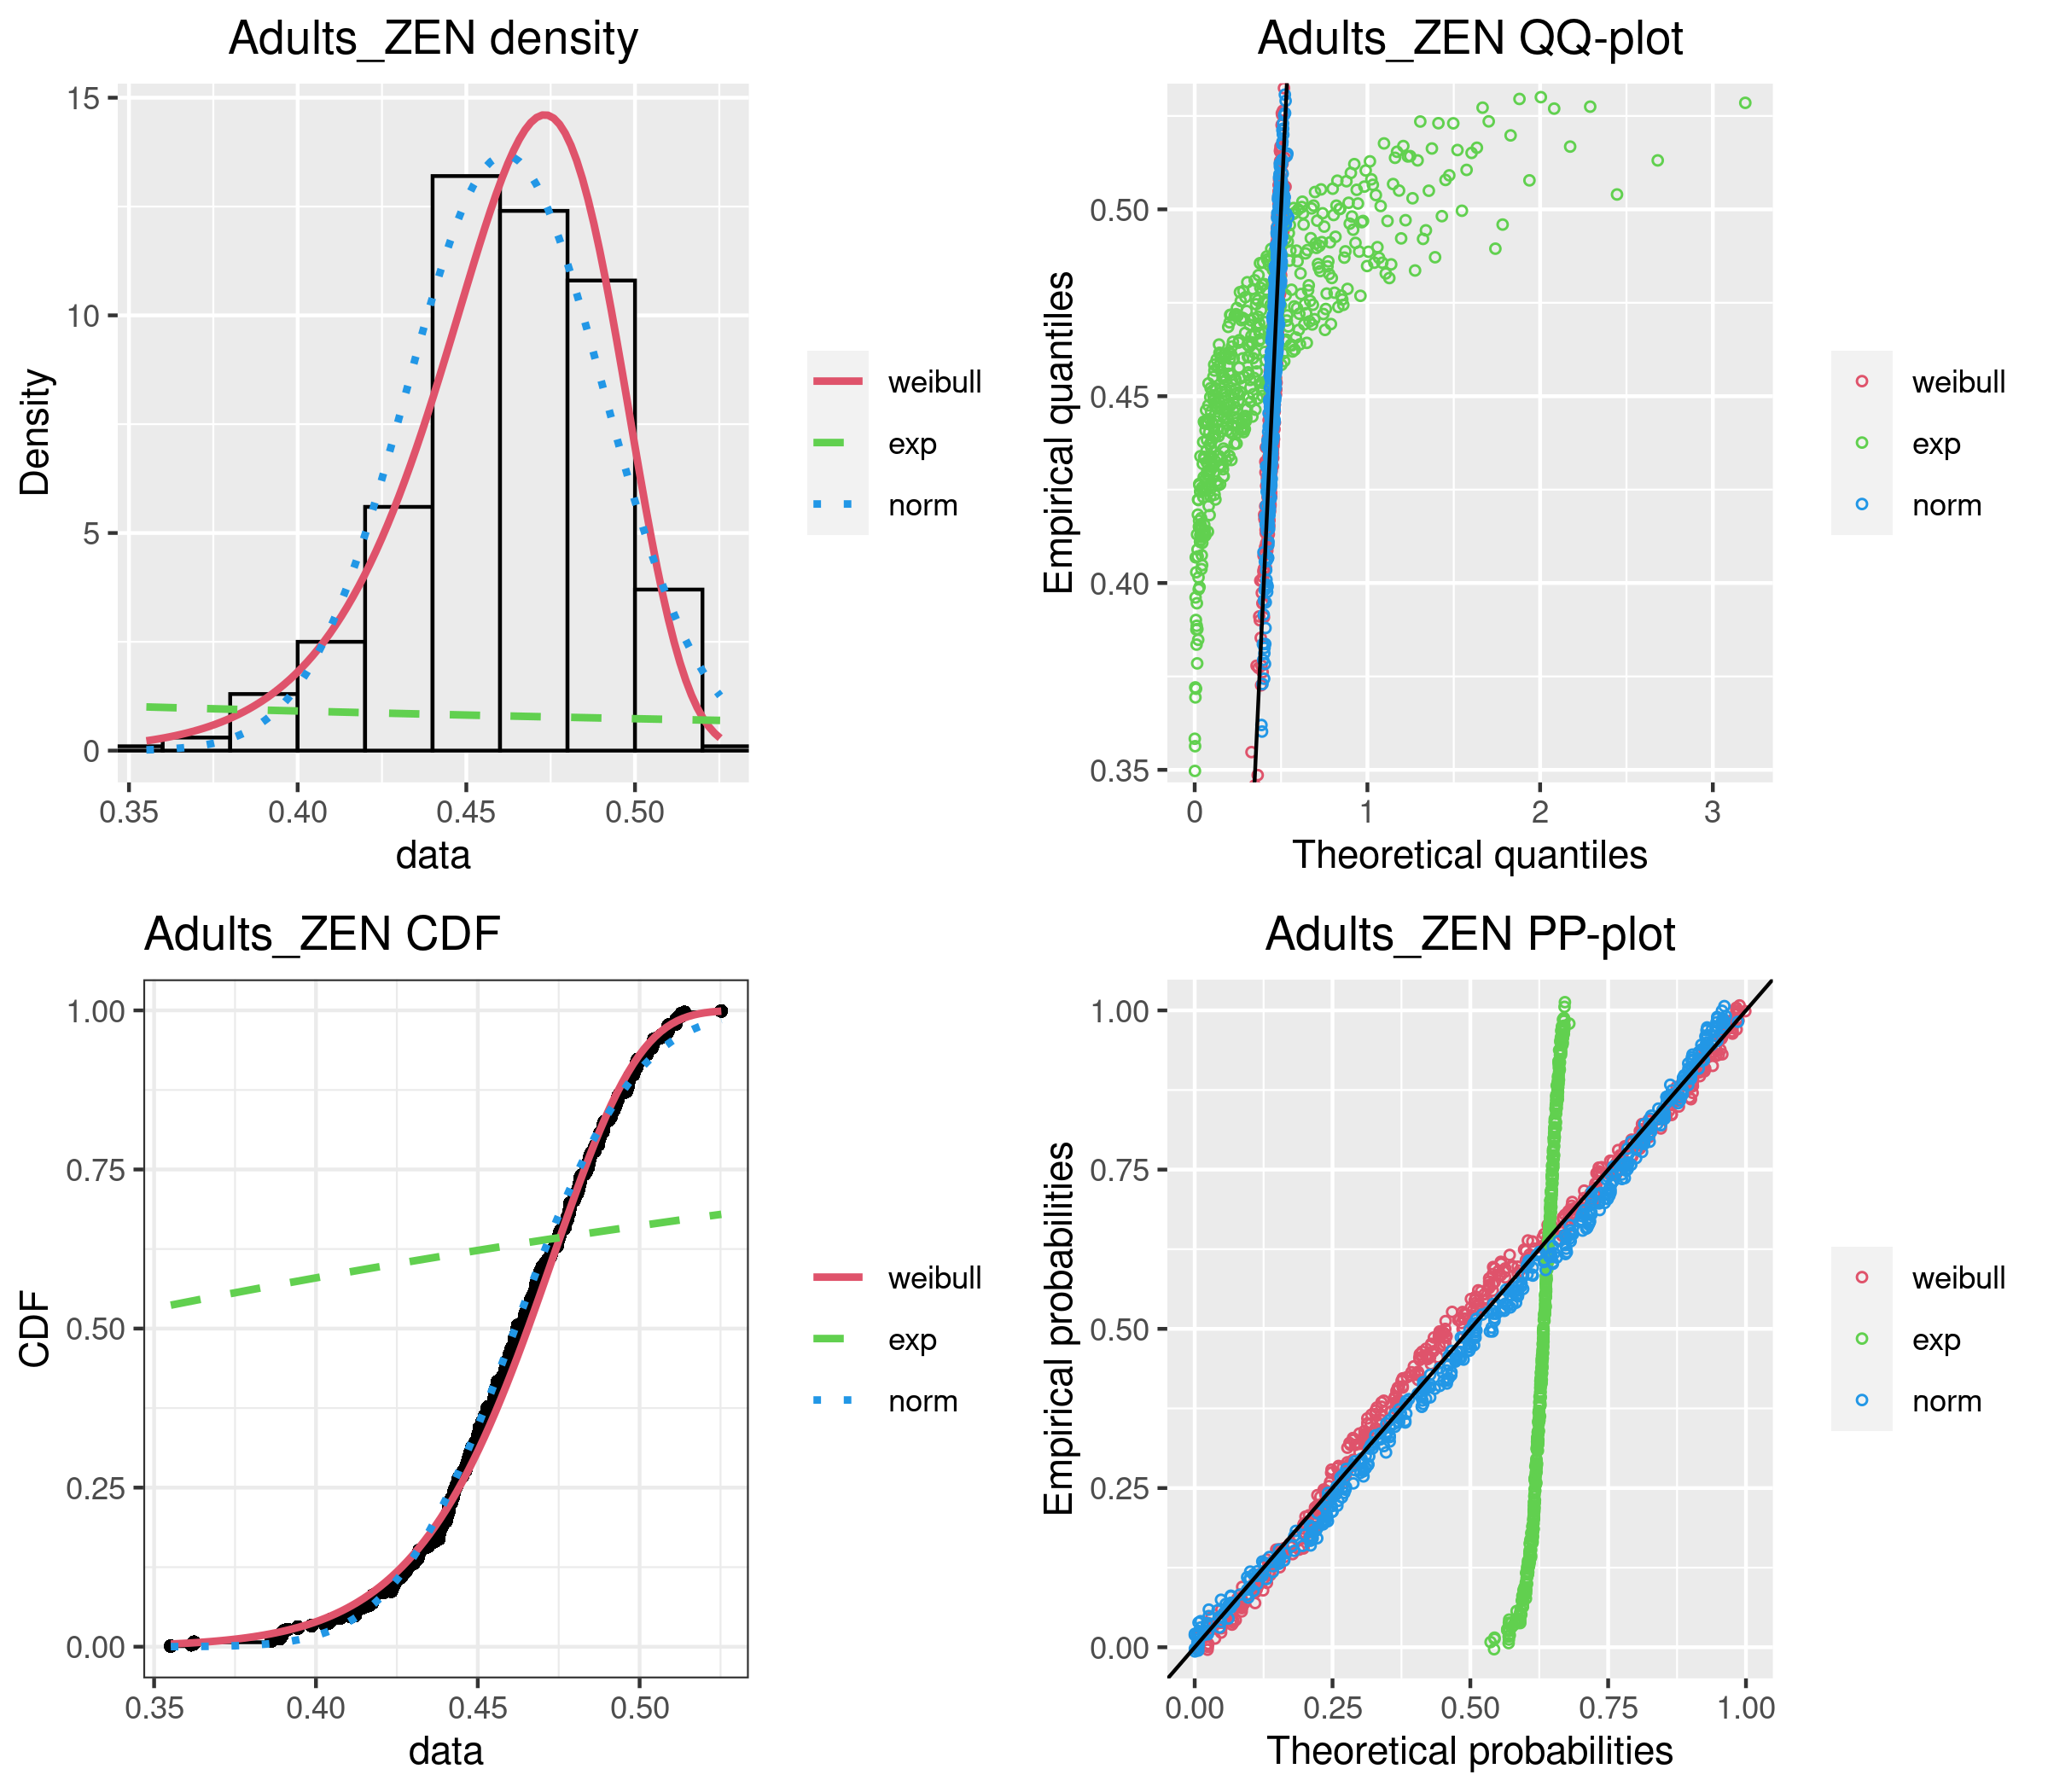 Adults_ZEN density
Density
15
10
5
0
0.35 0.40 0.45 0.50
data
weibull
exp
norm
Adults_ZEN QQ-plot
Empirical quantiles
0.50
0.45
0.40
0.35
0 1 2 3
Theoretical quantiles
weibull
exp
norm
Adults_ZEN CDF
CDF
1.00
0.75
0.50
0.25
0.00
0.35 0.40 0.45 0.50
data
weibull
exp
norm
Adults_ZEN PP-plot
Empirical probabilities
1.00
0.75
0.50
0.25
0.00
0.00 0.25 0.50 0.75 1.00
Theoretical probabilities
weibull
exp
norm